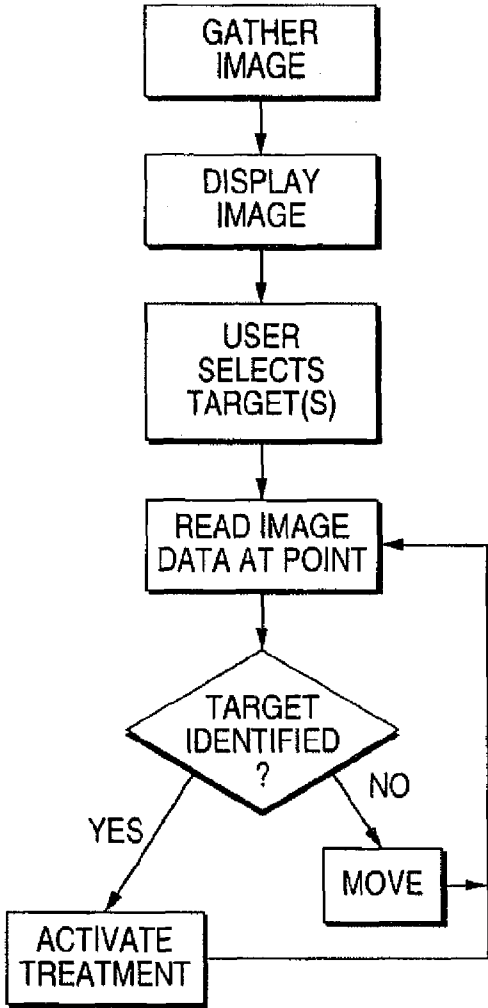 GATHER
IMAGE
DISPLAY
IMAGE
USER
SELECTS
TARGET(S)
READ IMAGE
DATA AT POINT
TARGET
IDENTIFIED
?
YES
NO
MOVE
ACTIVATE
TREATMENT